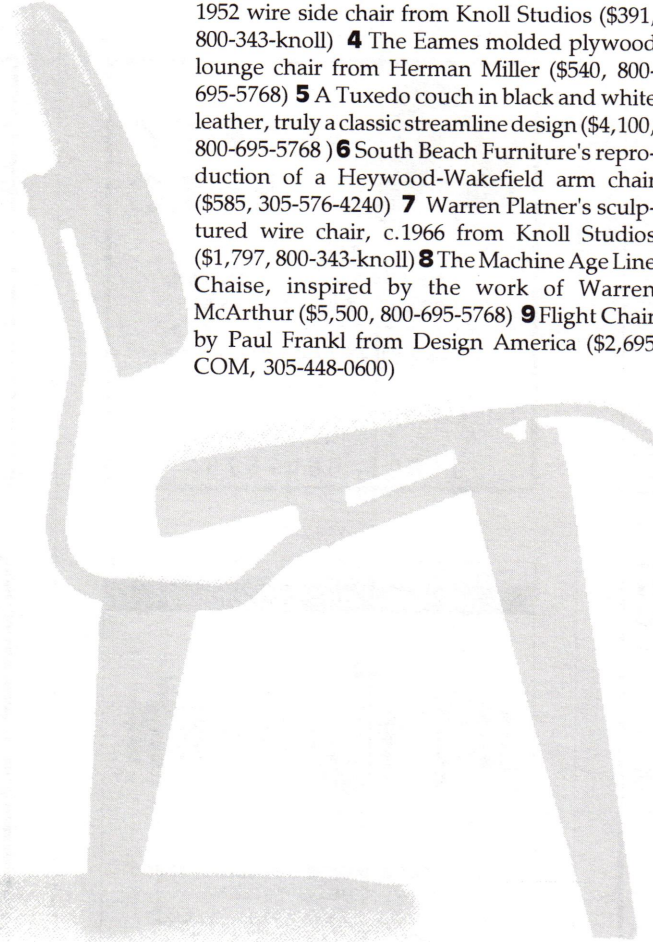 1952 wire side chair from Knoll Studios ($391,
800-343-knoll) 4 The Eames molded plywood
lounge chair from Herman Miller ($540, 800-
695-5768) 5 A Tuxedo couch in black and white
leather, truly a classic streamline design ($4,100,
800-695-5768 ) 6 South Beach Furniture's repro-
duction of a Heywood-Wakefield arm chair
($585, 305-576-4240) 7 Warren Platner's sculp-
tured wire chair, c.1966 from Knoll Studios
($1,797, 800-343-knoll) 8 The Machine Age Line
Chaise, inspired by the work of Warren
McArthur ($5,500, 800-695-5768) 9 Flight Chair
by Paul Frankl from Design America ($2,695
COM, 305-448-0600)